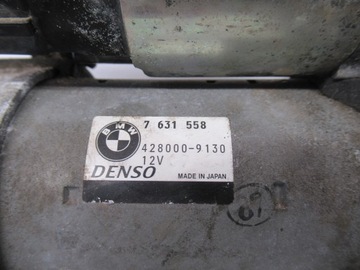 BMW
7 631 558
428000-9130
12V
DENSO
MADE IN JAPAN